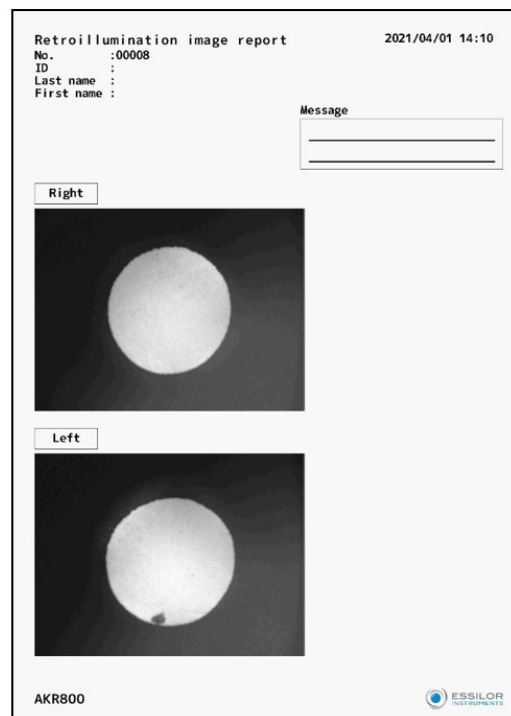 Retroillumination image report 2021/04/01 14:10
No. :00008
ID :
Last name :
First name :
Message
Right
Left
AKR800
ESSILOR
INSTRUMENTS